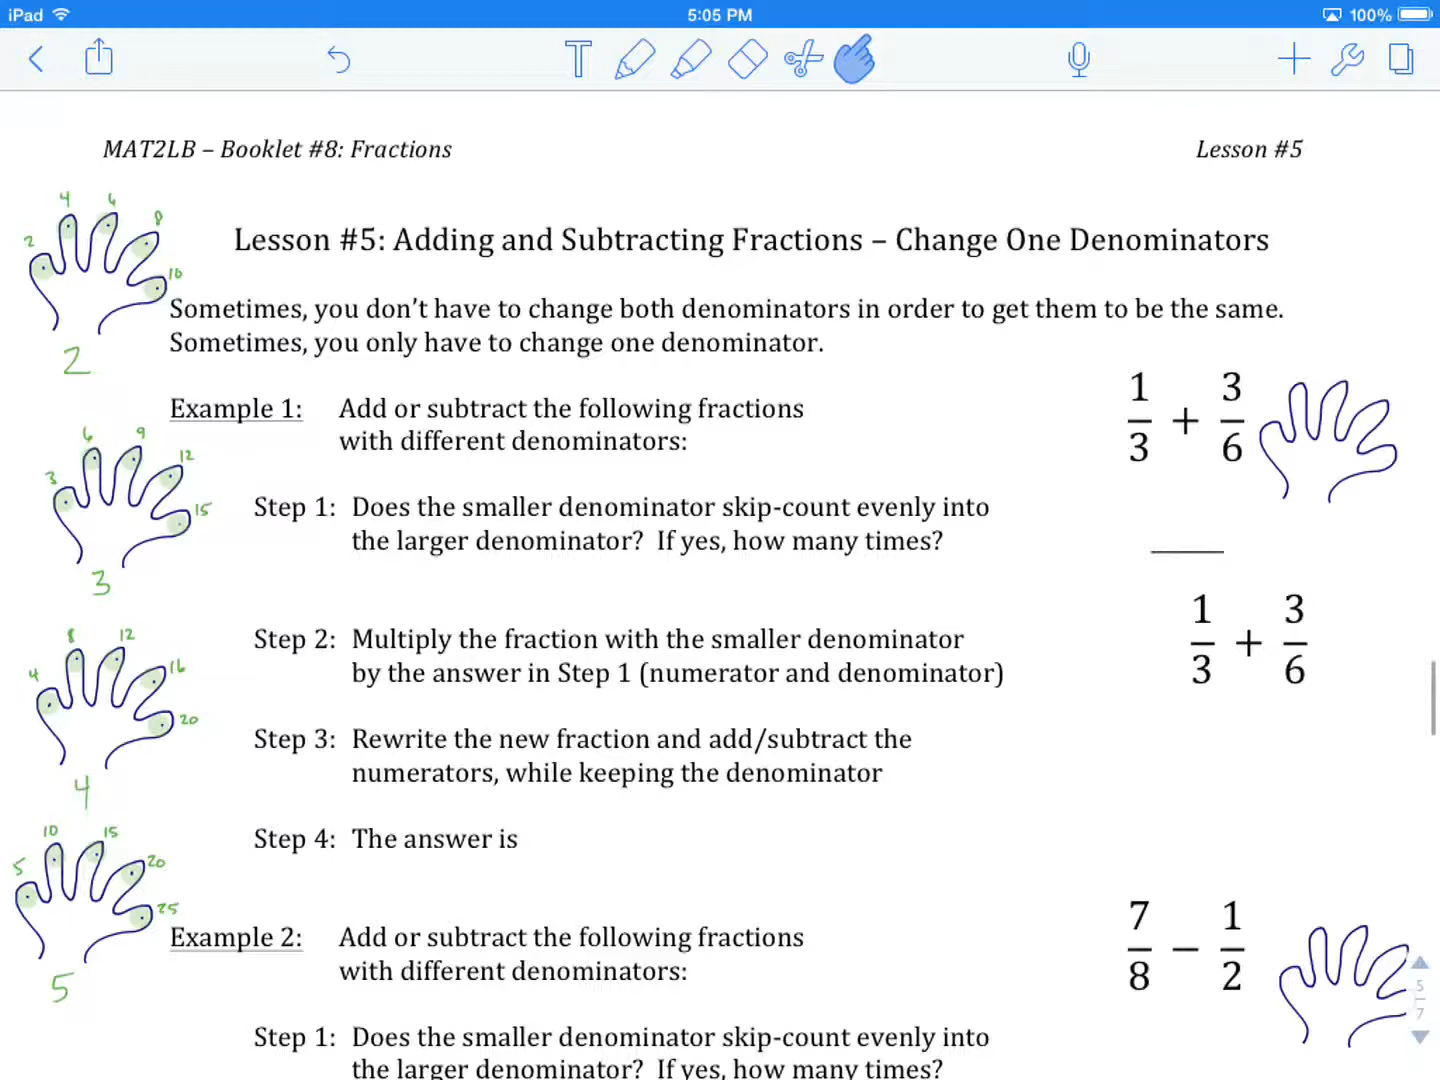 iPad 5:05 PM 100%
MAT2LB – Booklet #8: Fractions Lesson #5
Lesson #5: Adding and Subtracting Fractions – Change One Denominators
2 4 6 8 10
2
Sometimes, you don't have to change both denominators in order to get them to be the same.
Sometimes, you only have to change one denominator.
Example 1: Add or subtract the following fractions
with different denominators:
1/3 + 3/6
3 6 9 12 15
3
Step 1: Does the smaller denominator skip-count evenly into
the larger denominator? If yes, how many times? ______
Step 2: Multiply the fraction with the smaller denominator
by the answer in Step 1 (numerator and denominator)
1/3 + 3/6
4 8 12 16 20
4
Step 3: Rewrite the new fraction and add/subtract the
numerators, while keeping the denominator
Step 4: The answer is
5 10 15 20 25
5
Example 2: Add or subtract the following fractions
with different denominators:
7/8 − 1/2
Step 1: Does the smaller denominator skip-count evenly into
the larger denominator? If yes, how many times?
5
7